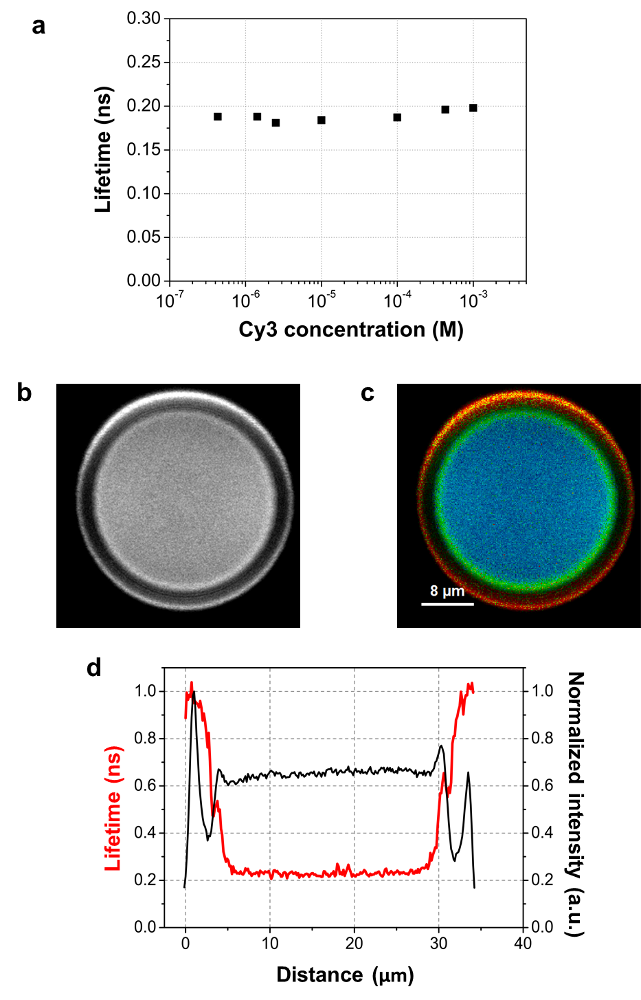 a
0.30
0.25
0.20
0.15
0.10
0.05
0.00
Lifetime (ns)
10-7 10-6 10-5 10-4 10-3
Cy3 concentration (M)
b
c
8 µm
d
1.0
0.8
0.6
0.4
0.2
0.0
Lifetime (ns)
1.0
0.8
0.6
0.4
0.2
0.0
Normalized intensity (a.u.)
0 10 20 30 40
Distance (µm)